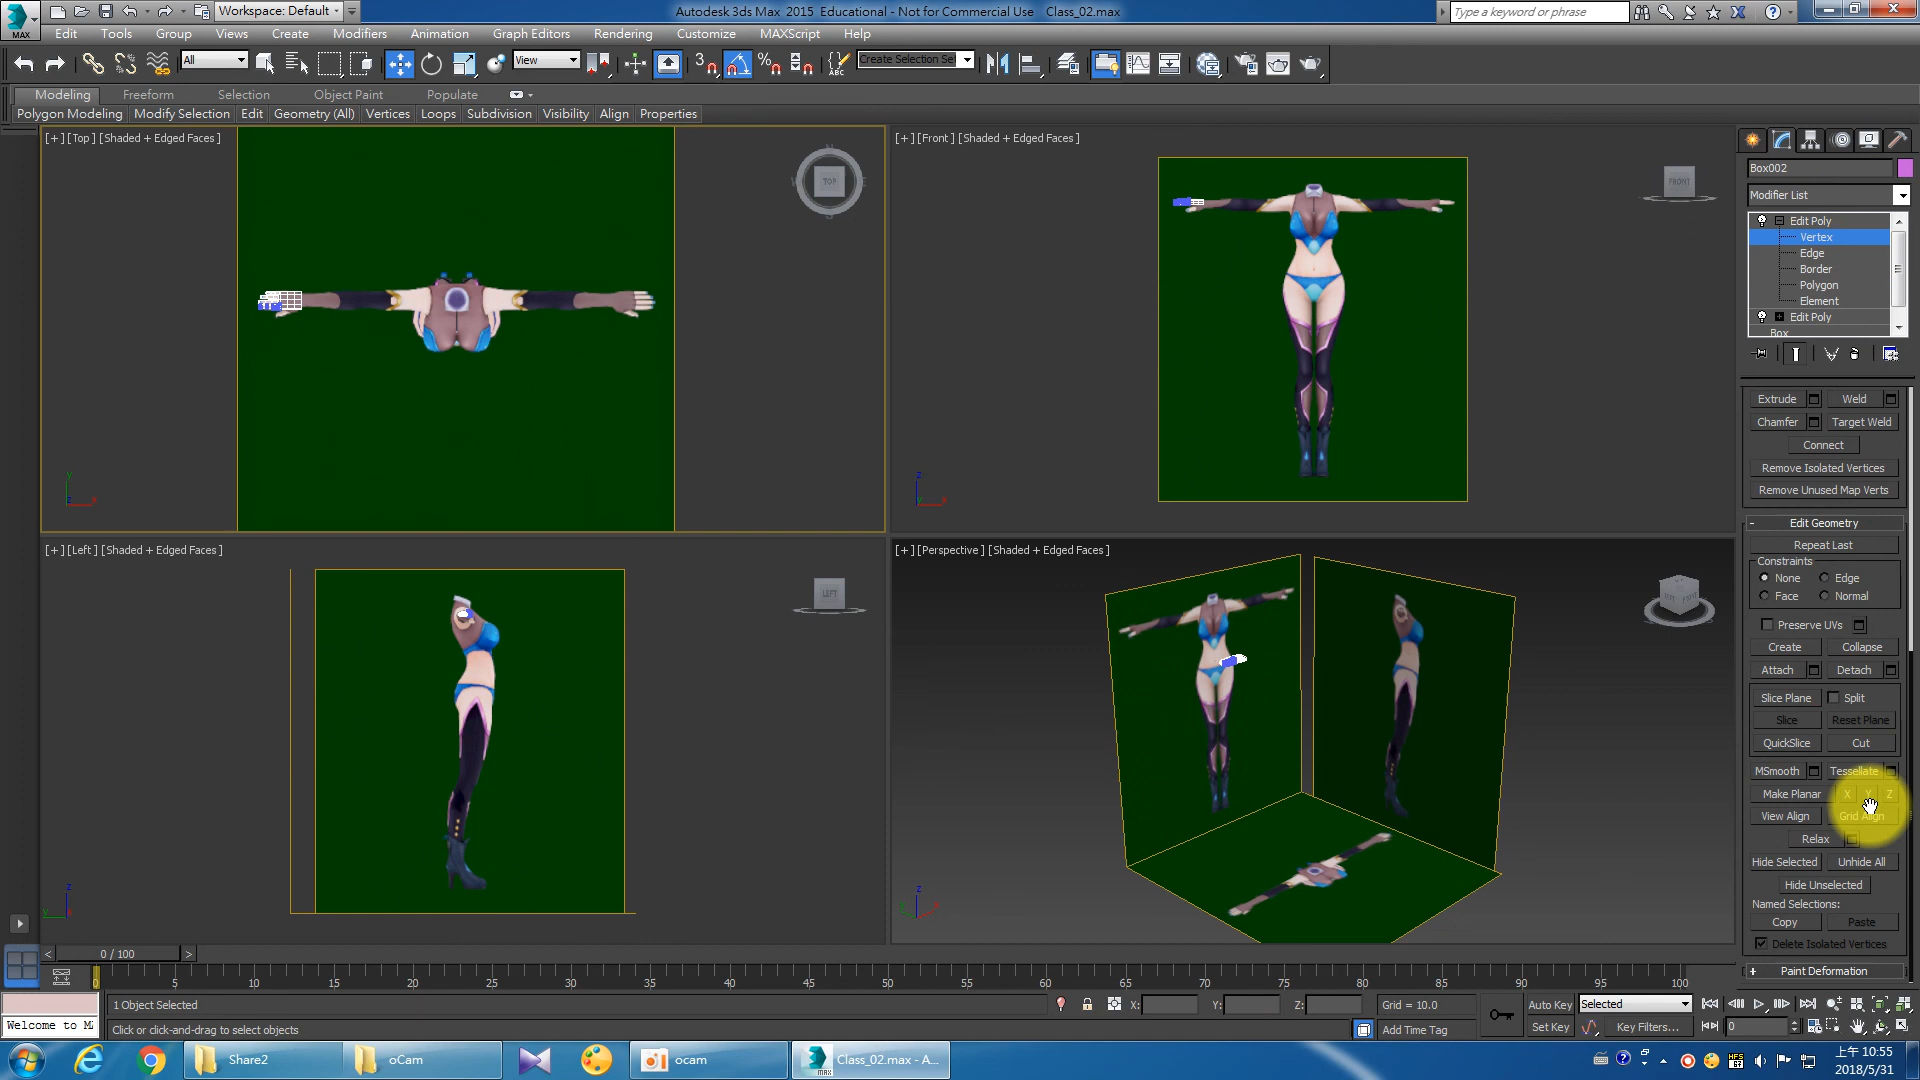 Workspace: Default
Autodesk 3ds Max 2015 Educational - Not for Commercial Use Class_02.max
Type a keyword or phrase
MAX
Edit Tools Group Views Create Modifiers Animation Graph Editors Rendering Customize MAXScript Help
All
View
3
Create Selection Se
ABC
Modeling Freeform Selection Object Paint Populate
Polygon Modeling Modify Selection Edit Geometry (All) Vertices Loops Subdivision Visibility Align Properties
[+] [Top] [Shaded + Edged Faces]
TOP
[+] [Front] [Shaded + Edged Faces]
FRONT
[+] [Left] [Shaded + Edged Faces]
LEFT
[+] [Perspective] [Shaded + Edged Faces]
Box002
Modifier List
Edit Poly
Vertex
Edge
Border
Polygon
Element
Edit Poly
Box
Extrude Weld
Chamfer Target Weld
Connect
Remove Isolated Vertices
Remove Unused Map Verts
- Edit Geometry
Repeat Last
Constraints
None Edge
Face Normal
Preserve UVs
Create Collapse
Attach Detach
Slice Plane Split
Slice Reset Plane
QuickSlice Cut
MSmooth Tessellate
Make Planar X Y Z
View Align Grid Align
Relax
Hide Selected Unhide All
Hide Unselected
Named Selections:
Copy Paste
Delete Isolated Vertices
+ Paint Deformation
< 0 / 100 >
0 5 10 15 20 25 30 35 40 45 50 55 60 65 70 75 80 85 90 95 100
1 Object Selected X: Y: Z: Grid = 10.0 Auto Key Selected
Welcome to M
Click or click-and-drag to select objects Add Time Tag Set Key Key Filters... 0
Share2 oCam ocam Class_02.max - A...
上午 10:55
2018/5/31